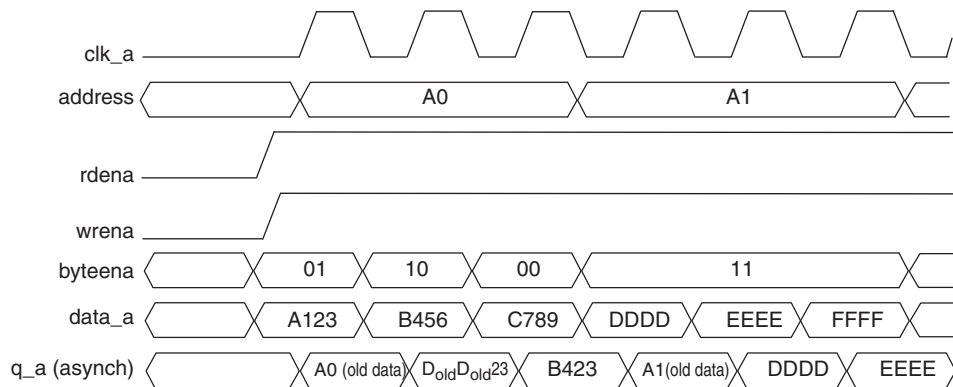 clk_a
address A0 A1
rdena
wrena
byteena 01 10 00 11
data_a A123 B456 C789 DDDD EEEE FFFF
q_a (asynch) A0 (old data) DoldDold23 B423 A1(old data) DDDD EEEE